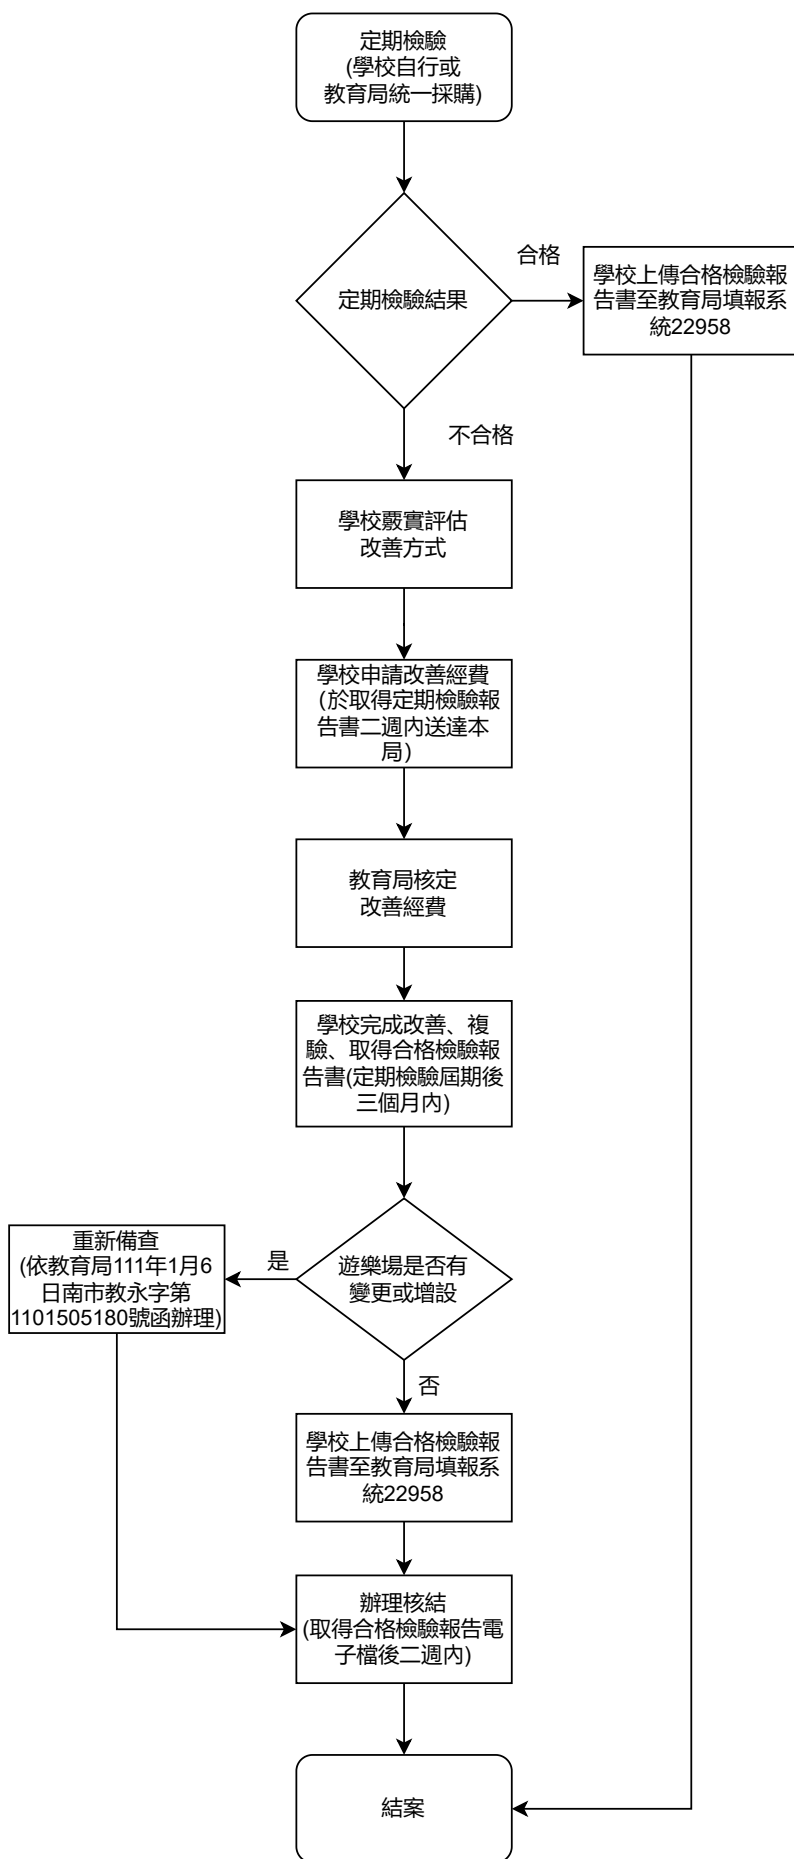 定期檢驗
(學校自行或
教育局統一採購)
定期檢驗結果
合格
學校上傳合格檢驗報
告書至教育局填報系
統22958
不合格
學校覈實評估
改善方式
學校申請改善經費
（於取得定期檢驗報
告書二週內送達本
局）
教育局核定
改善經費
學校完成改善、複
驗、取得合格檢驗報
告書(定期檢驗屆期後
三個月內)
遊樂場是否有
變更或增設
是
重新備查
(依教育局111年1月6
日南市教永字第
1101505180號函辦理)
否
學校上傳合格檢驗報
告書至教育局填報系
統22958
辦理核結
(取得合格檢驗報告電
子檔後二週內)
結案